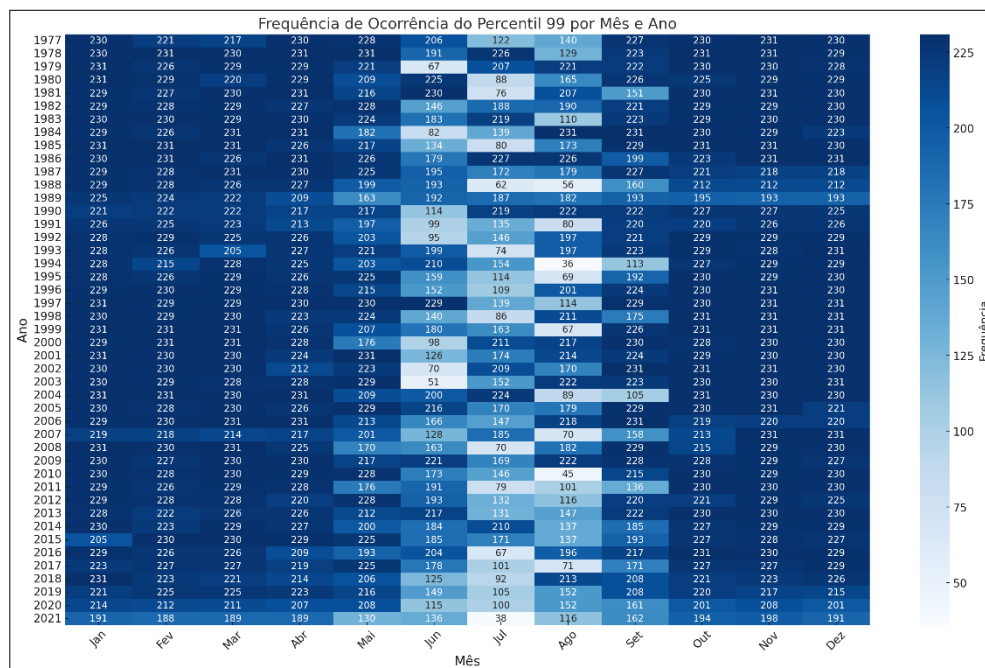 Frequência de Ocorrência do Percentil 99 por Mês e Ano
1977 230 221 217 230 228 206 122 140 227 230 231 230
1978 230 231 230 231 231 191 226 129 223 231 231 229
1979 231 226 229 229 221 67 207 221 222 230 230 228
1980 231 229 220 229 209 225 88 165 226 225 229 229
1981 229 227 230 231 216 230 76 207 151 231 231 230
1982 229 228 229 227 228 146 188 190 221 229 229 230
1983 230 230 229 230 224 183 219 110 223 229 230 230
1984 229 226 231 231 182 82 139 231 231 230 229 223
1985 229 231 231 226 217 134 80 173 229 231 231 230
1986 230 231 226 231 226 179 227 226 199 223 231 231
1987 229 228 231 230 225 195 172 179 227 221 218 218
1988 229 228 226 227 199 193 62 56 160 212 212 212
1989 225 224 222 209 163 192 187 182 193 195 193 193
1990 221 222 222 217 217 114 219 222 222 227 227 225
1991 226 225 223 213 197 99 135 80 220 220 226 226
1992 228 229 225 226 203 95 146 197 221 229 229 229
1993 228 226 205 227 221 199 74 197 223 229 228 231
1994 228 215 228 225 203 210 154 36 113 227 229 229
1995 228 226 229 226 225 159 114 69 192 230 229 230
1996 230 229 229 228 215 152 109 201 224 230 231 230
1997 231 229 229 230 230 229 139 114 229 230 231 231
1998 229 229 230 223 224 140 86 211 175 231 231 231
1999 231 231 231 226 207 180 163 67 226 231 231 231
2000 229 231 231 228 176 98 211 217 230 228 230 231
2001 231 230 230 224 231 126 174 214 224 229 230 230
2002 230 230 230 212 223 70 209 170 231 231 231 230
2003 230 229 228 228 229 51 152 222 223 230 230 231
2004 231 231 230 231 209 200 224 89 105 230 231 230
2005 230 228 230 226 229 216 170 179 229 230 231 221
2006 229 230 231 231 213 166 147 218 231 219 220 220
2007 219 218 214 217 201 128 185 70 158 213 231 231
2008 229 230 231 225 170 163 70 182 229 215 229 230
2009 230 227 230 230 217 221 169 222 228 228 229 230
2010 230 228 230 229 228 173 146 45 215 230 229 230
2011 229 226 229 228 176 191 79 101 136 230 230 230
2012 229 228 228 220 228 193 132 116 220 221 229 225
2013 228 222 226 226 212 217 131 147 222 230 230 230
2014 230 223 229 227 200 184 210 137 185 227 229 229
2015 205 230 230 229 225 185 171 137 193 227 228 227
2016 229 226 226 209 193 204 67 196 217 231 230 229
2017 223 227 227 219 225 178 101 71 171 227 227 229
2018 231 223 221 214 206 125 92 213 208 221 223 226
2019 221 225 225 223 216 149 105 152 208 220 217 215
2020 214 212 211 207 208 115 100 152 161 201 208 201
2021 191 188 189 189 130 136 38 116 162 194 198 191
Jan Fev Mar Abr Mai Jun Jul Ago Set Out Nov Dez
Mês
Ano
225
200
175
150
125
100
75
50
Frequência